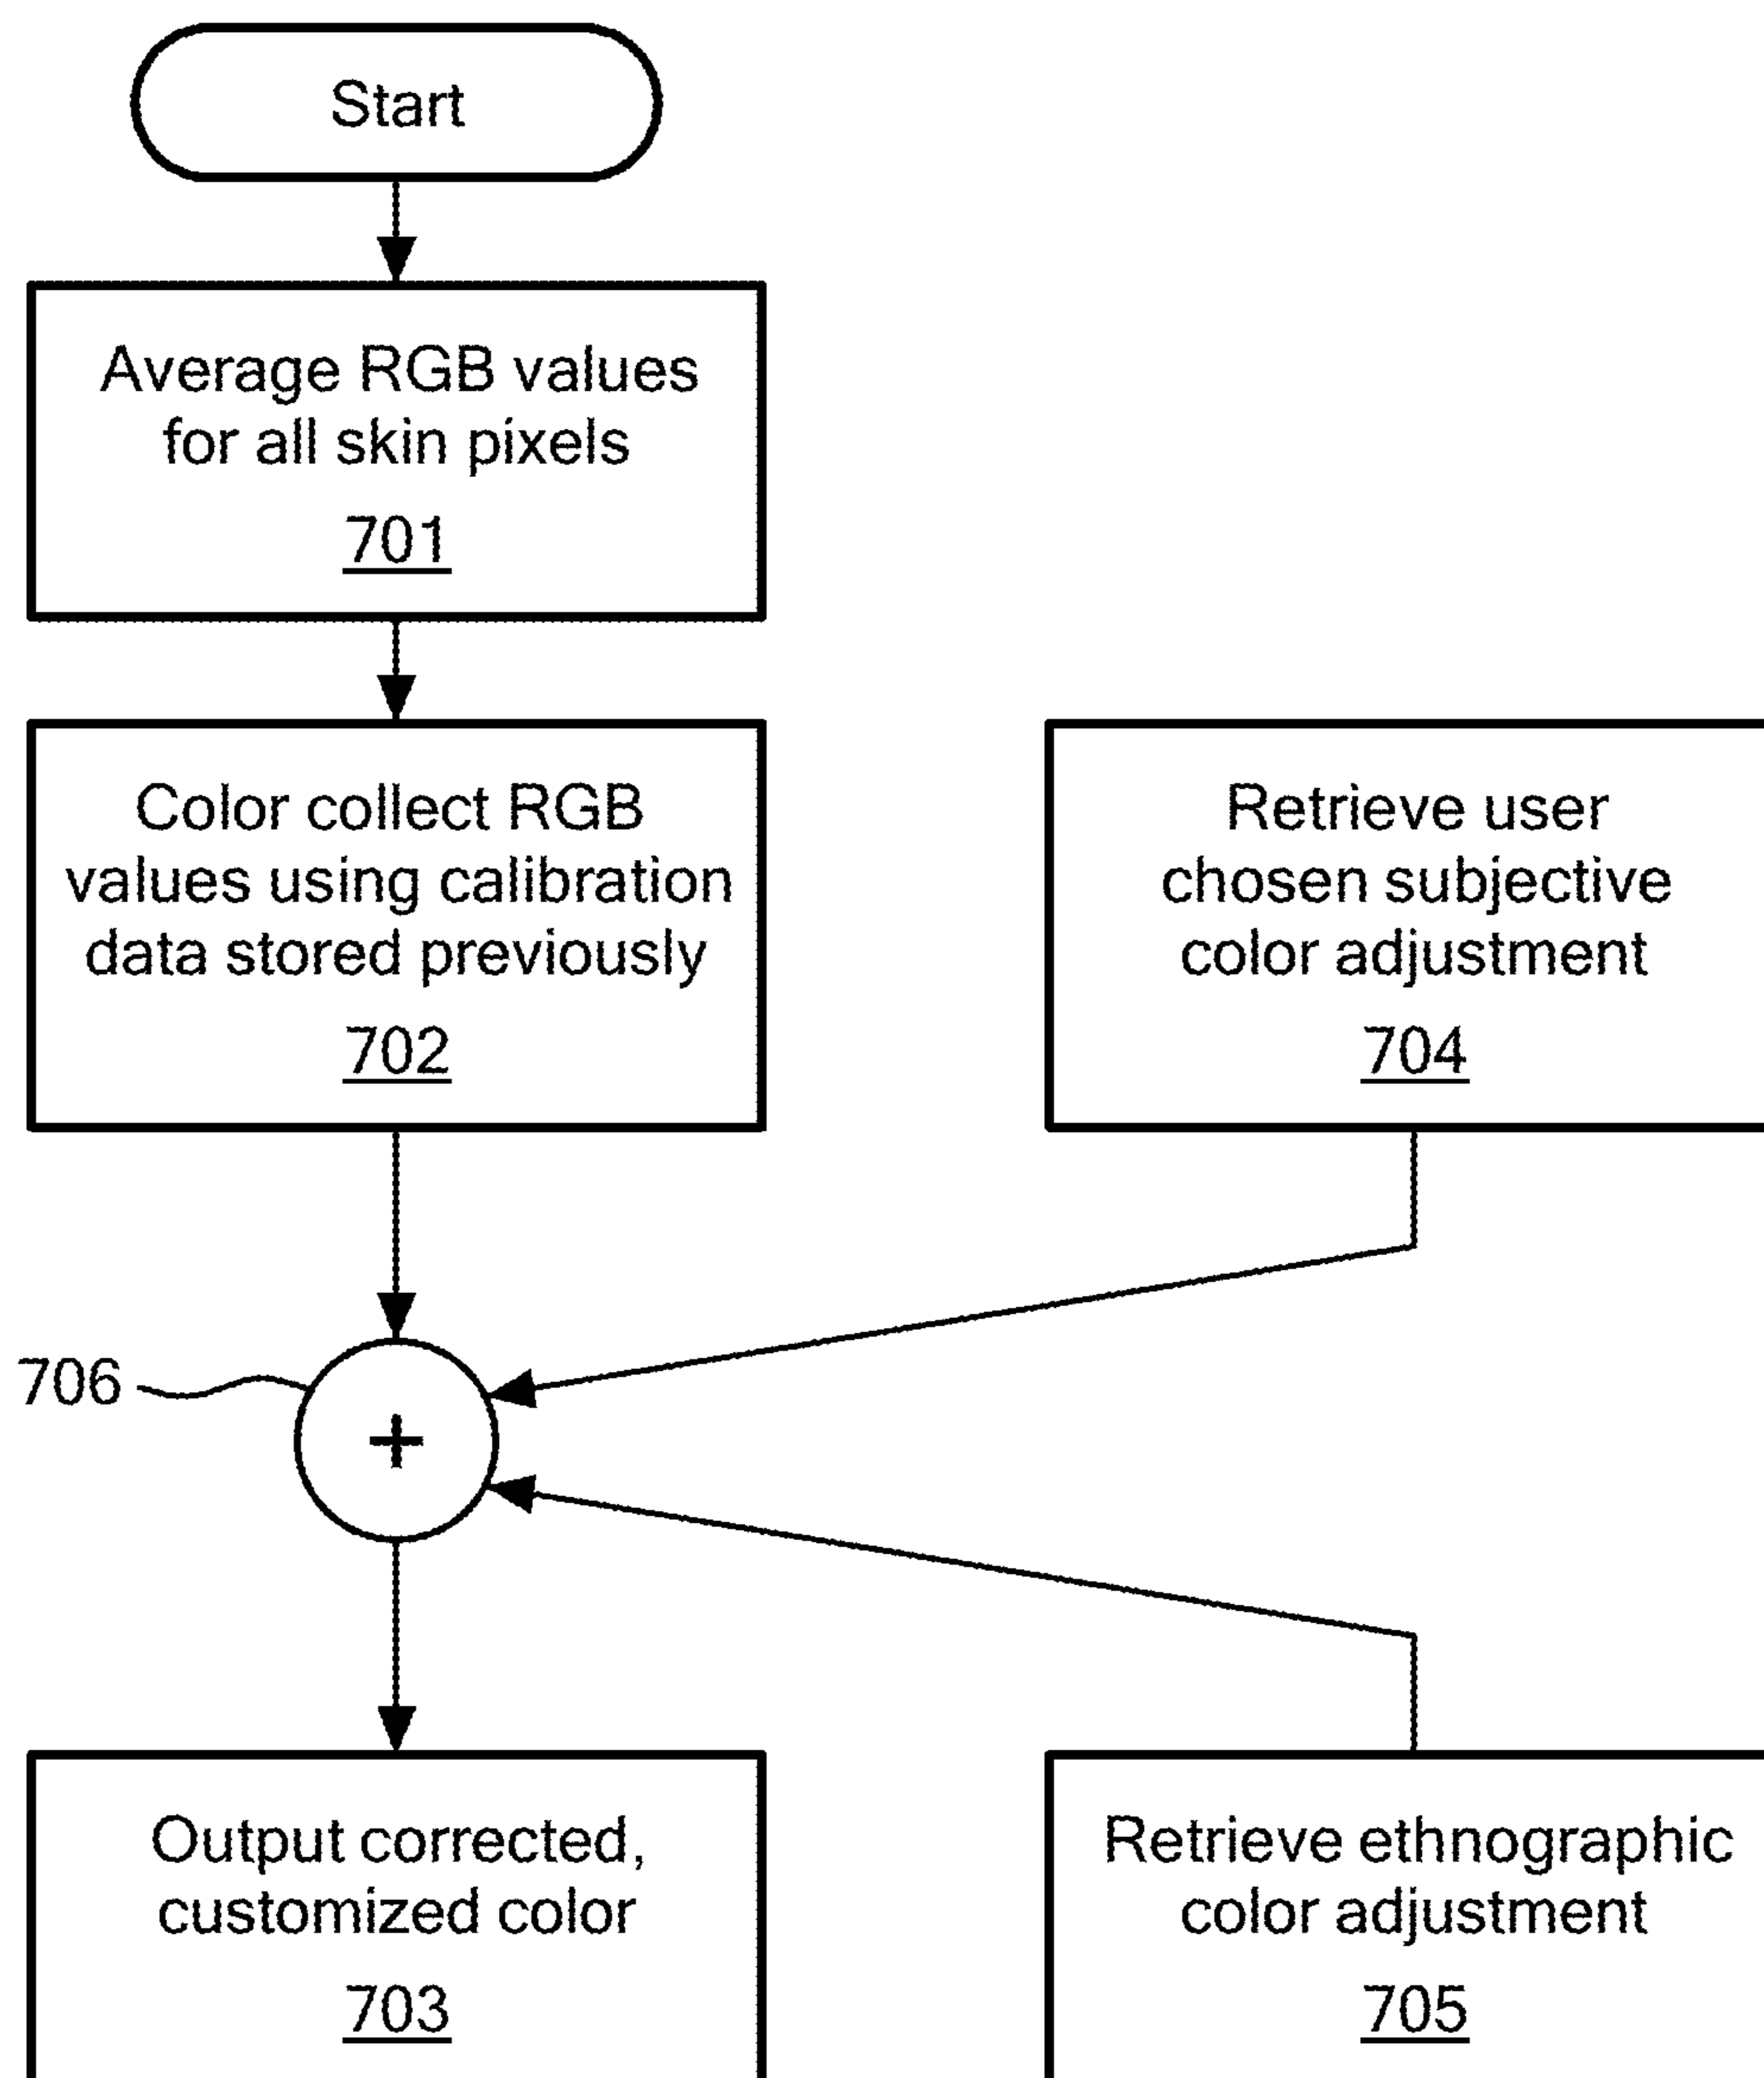 Start
Average RGB values
for all skin pixels
701
Color collect RGB
values using calibration
data stored previously
702
Retrieve user
chosen subjective
color adjustment
704
706
+
Output corrected,
customized color
703
Retrieve ethnographic
color adjustment
705